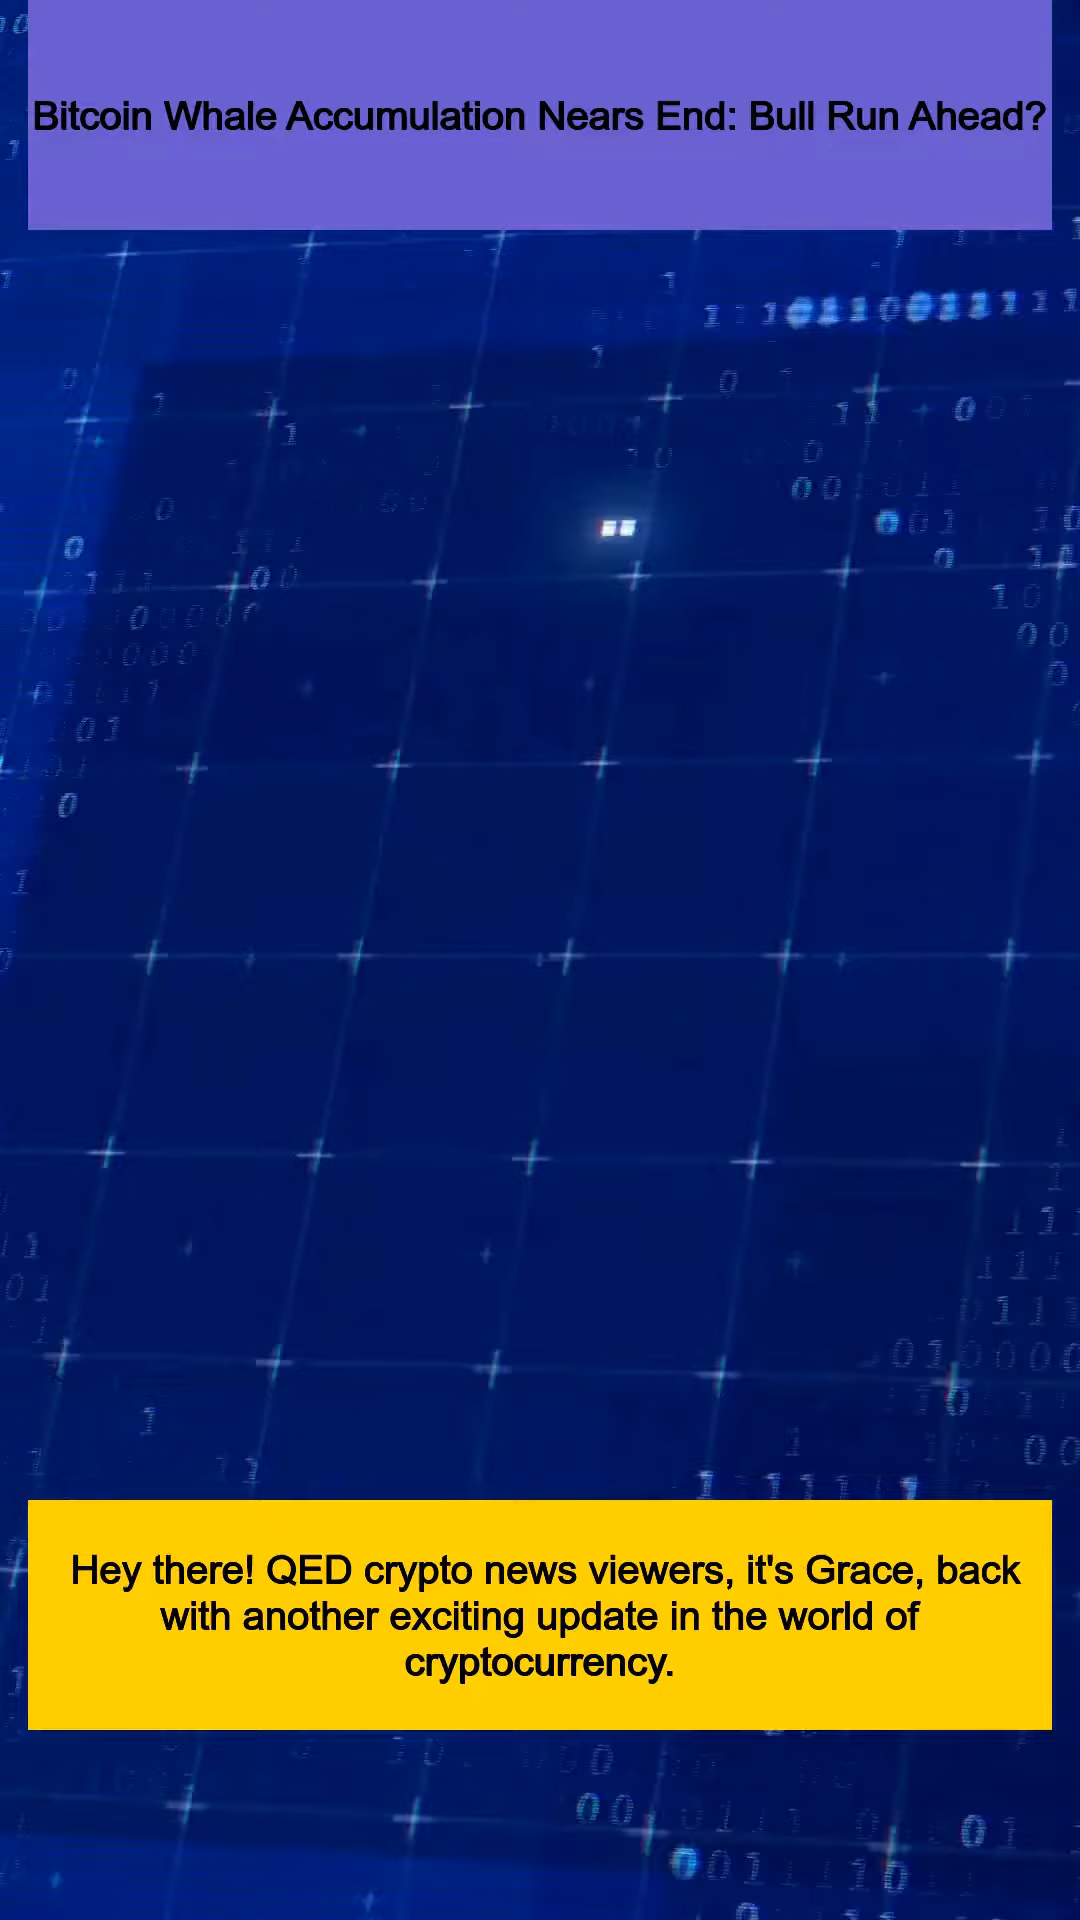 Bitcoin Whale Accumulation Nears End: Bull Run Ahead?
Hey there! QED crypto news viewers, it's Grace, back
with another exciting update in the world of
cryptocurrency.